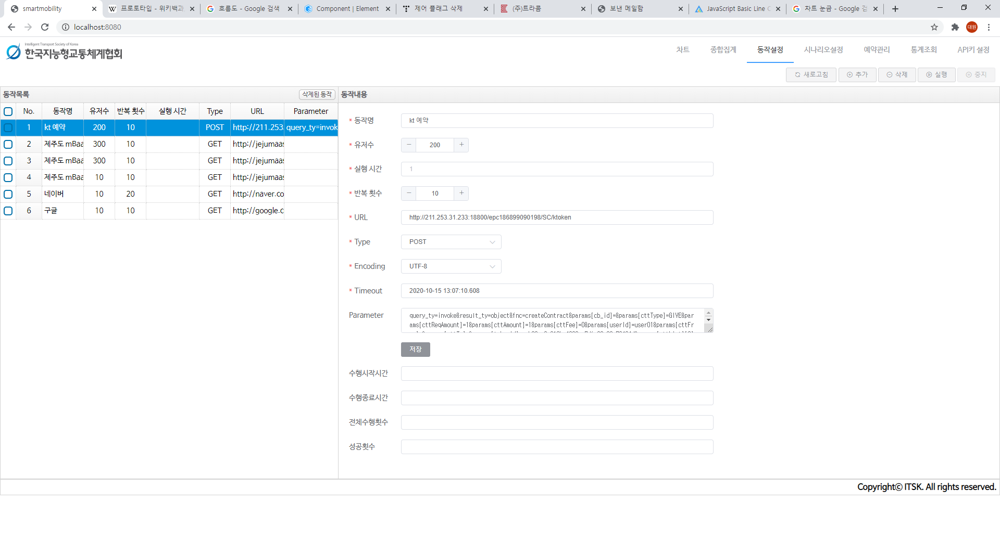 smartmobility
프로토타입 - 위키백과
흐름도 - Google 검색
Component | Element
제어 플래그 삭제
(주)트라콤
보낸 메일함
JavaScript Basic Line C
차트 눈금 - Google 검
localhost:8080
대원
Intelligent Transport Society of Korea
한국지능형교통체계협회
차트 종합집계 동작설정 시나리오설정 예약관리 통계조회 API키 설정
새로고침 추가 삭제 실행 중지
동작목록 삭제된 동작
No. 동작명 유저수 반복 횟수 실행 시간 Type URL Parameter
1 kt 예약 200 10 POST http://211.253. query_ty=invok
2 제주도 mBaa 300 10 GET http://jejumaas
3 제주도 mBaa 300 10 GET http://jejumaas
4 제주도 mBaa 10 10 GET http://jejumaas
5 네이버 10 20 GET http://naver.co
6 구글 10 10 GET http://google.c
동작내용
* 동작명 kt 예약
* 유저수 200
* 실행 시간 1
* 반복 횟수 10
* URL http://211.253.31.233:18800/epc186899090198/SC/ktoken
* Type POST
* Encoding UTF-8
* Timeout 2020-10-15 13:07:10.608
Parameter query_ty=invoke&result_ty=object&fnc=createContract&params[cb_id]=&params[cttType]=GIVE&par
ams[cttReqAmount]=1&params[cttAmount]=1&params[cttFee]=0&params[userId]=user01&params[cttFr
저장
수행시작시간
수행종료시간
전체수행횟수
성공횟수
Copyrightⓒ ITSK. All rights reserved.